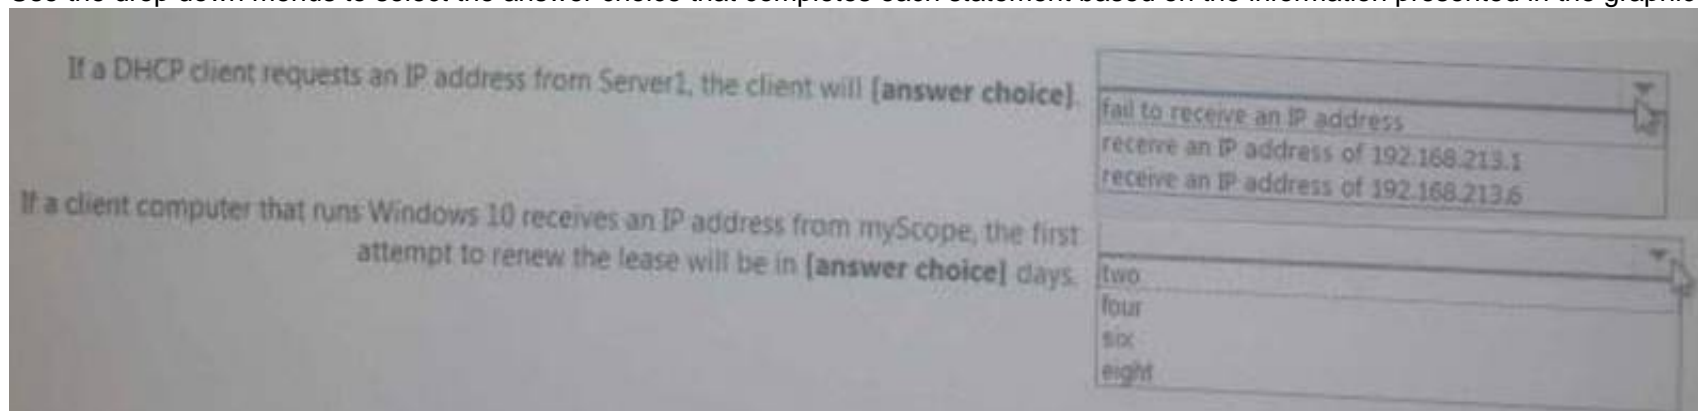 If a DHCP client requests an IP address from Server1, the client will [answer choice].
fail to receive an IP address
receive an IP address of 192.168.213.1
receive an IP address of 192.168.213.6
If a client computer that runs Windows 10 receives an IP address from myScope, the first
attempt to renew the lease will be in [answer choice] days.
two
four
six
eight